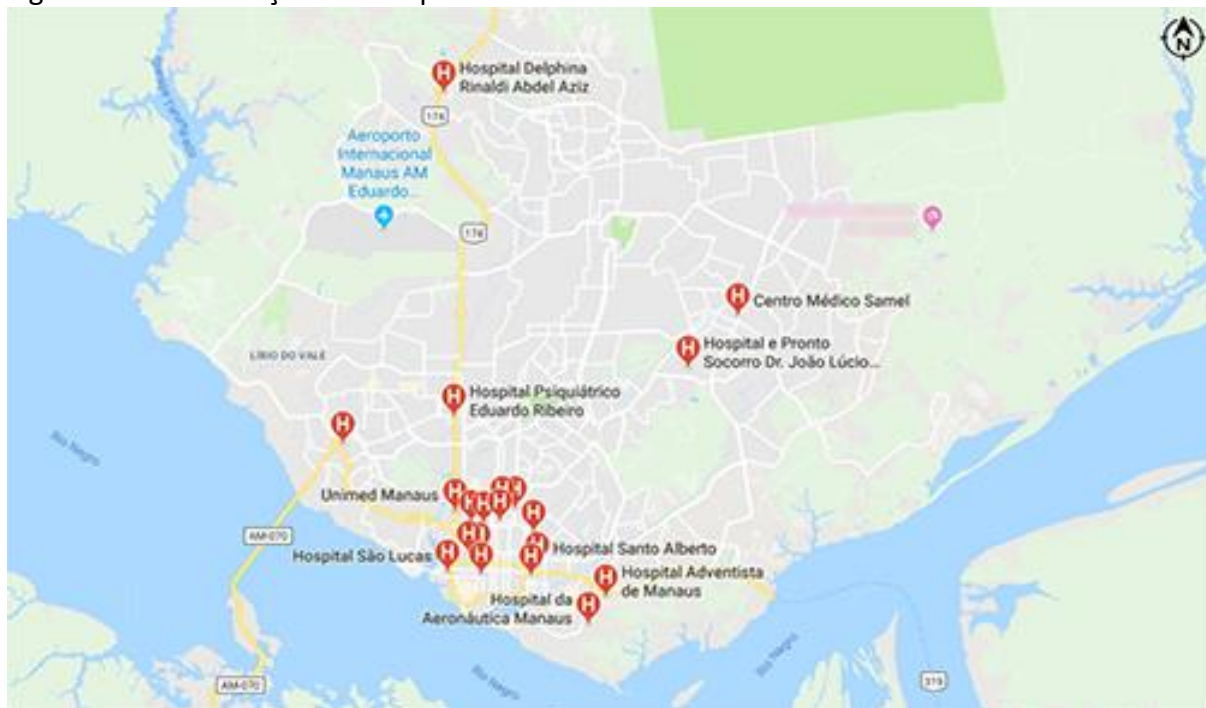 N
Hospital Delphina
Rinaldi Abdel Aziz
174
Aeroporto
Internacional
Manaus AM
Eduardo...
174
Centro Médico Samel
Hospital e Pronto
Socorro Dr. João Lúcio...
LÍRIO DO VALE
Hospital Psiquiátrico
Eduardo Ribeiro
Rio Negro
Unimed Manaus
AM-070
Hospital São Lucas
Hospital Santo Alberto
Hospital Adventista
de Manaus
Hospital da
Aeronáutica Manaus
Rio Negro
Rio Negro
AM-070
319